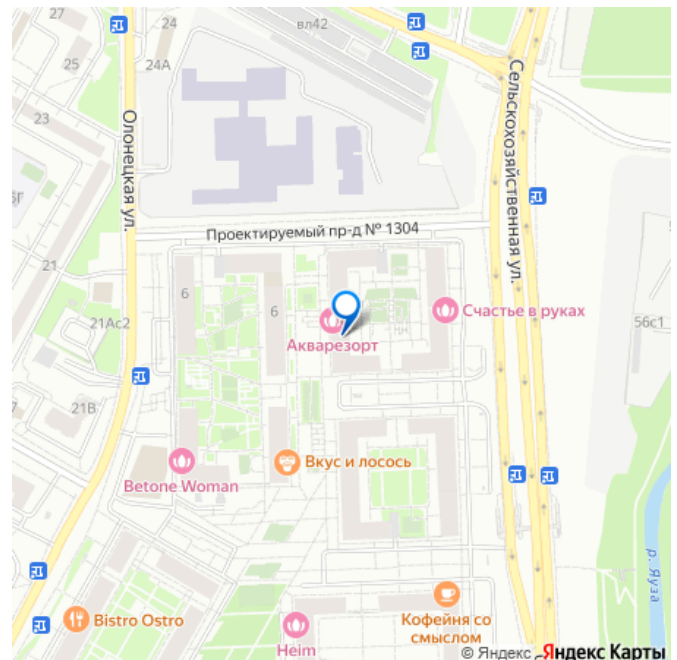 27
24
вл42
25
24А
23
Олонецкая ул.
Сельскохозяйственная ул.
Проектируемый пр-д № 1304
21
6
6
21Ас2
Счастье в руках
56с1
Акварезорт
21В
Вкус и лосось
Betone Woman
р. Яуза
Bistro Ostro
Кофейня со
смыслом
Heim
© Яндекс
Яндекс Карты